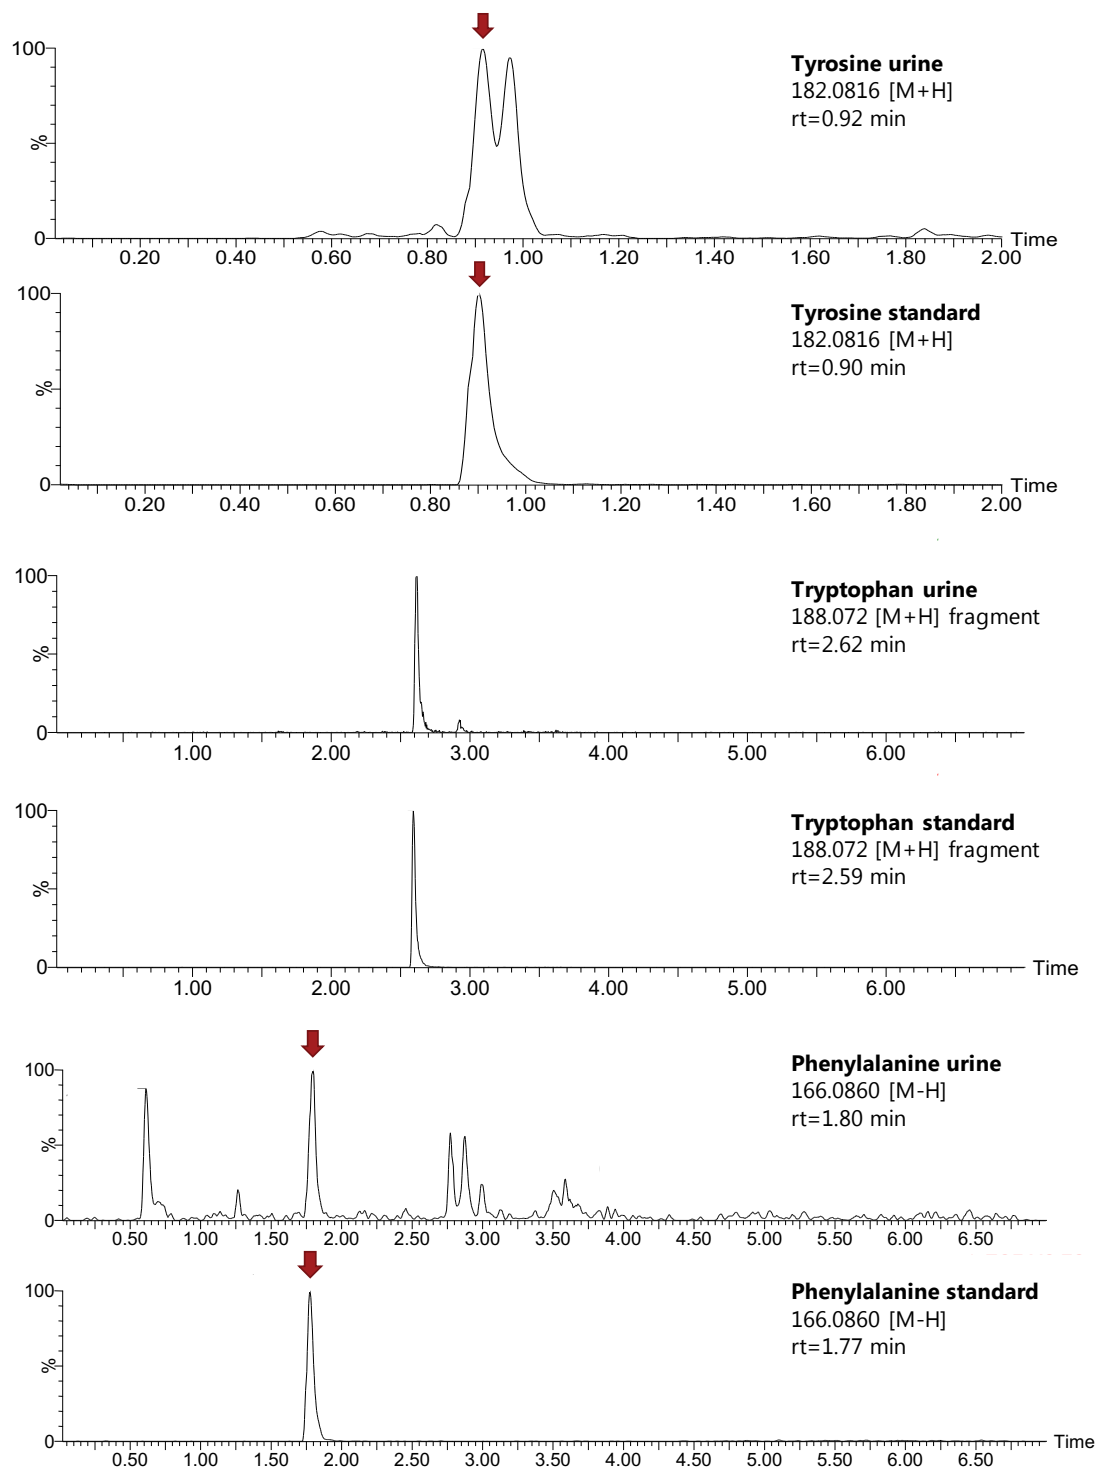 100
%
0
0.20 0.40 0.60 0.80 1.00 1.20 1.40 1.60 1.80 2.00
Time
Tyrosine urine
182.0816 [M+H]
rt=0.92 min
100
%
0
0.20 0.40 0.60 0.80 1.00 1.20 1.40 1.60 1.80 2.00
Time
Tyrosine standard
182.0816 [M+H]
rt=0.90 min
100
%
0
1.00 2.00 3.00 4.00 5.00 6.00
Tryptophan urine
188.072 [M+H] fragment
rt=2.62 min
100
%
0
1.00 2.00 3.00 4.00 5.00 6.00
Time
Tryptophan standard
188.072 [M+H] fragment
rt=2.59 min
100
%
0
0.50 1.00 1.50 2.00 2.50 3.00 3.50 4.00 4.50 5.00 5.50 6.00 6.50
Phenylalanine urine
166.0860 [M-H]
rt=1.80 min
100
%
0
0.50 1.00 1.50 2.00 2.50 3.00 3.50 4.00 4.50 5.00 5.50 6.00 6.50
Time
Phenylalanine standard
166.0860 [M-H]
rt=1.77 min